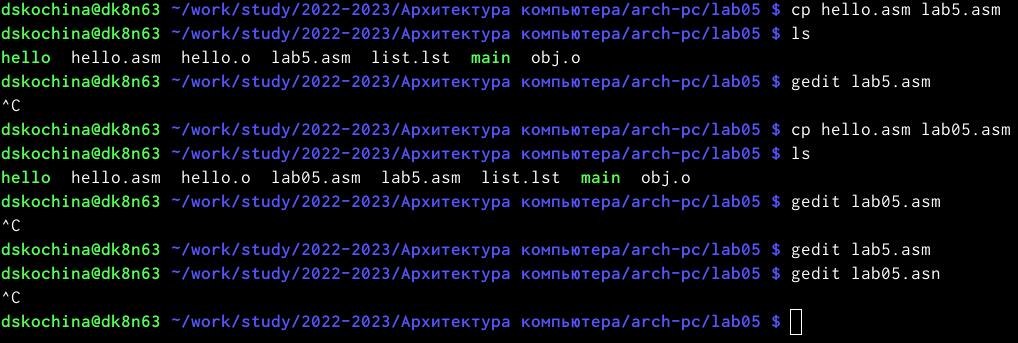 dskochina@dk8n63 ~/work/study/2022-2023/Архитектура компьютера/arch-pc/lab05 $ cp hello.asm lab5.asm
dskochina@dk8n63 ~/work/study/2022-2023/Архитектура компьютера/arch-pc/lab05 $ ls
hello  hello.asm  hello.o  lab5.asm  list.lst  main  obj.o
dskochina@dk8n63 ~/work/study/2022-2023/Архитектура компьютера/arch-pc/lab05 $ gedit lab5.asm
^C
dskochina@dk8n63 ~/work/study/2022-2023/Архитектура компьютера/arch-pc/lab05 $ cp hello.asm lab05.asm
dskochina@dk8n63 ~/work/study/2022-2023/Архитектура компьютера/arch-pc/lab05 $ ls
hello  hello.asm  hello.o  lab05.asm  lab5.asm  list.lst  main  obj.o
dskochina@dk8n63 ~/work/study/2022-2023/Архитектура компьютера/arch-pc/lab05 $ gedit lab05.asm
^C
dskochina@dk8n63 ~/work/study/2022-2023/Архитектура компьютера/arch-pc/lab05 $ gedit lab5.asm
dskochina@dk8n63 ~/work/study/2022-2023/Архитектура компьютера/arch-pc/lab05 $ gedit lab05.asn
^C
dskochina@dk8n63 ~/work/study/2022-2023/Архитектура компьютера/arch-pc/lab05 $